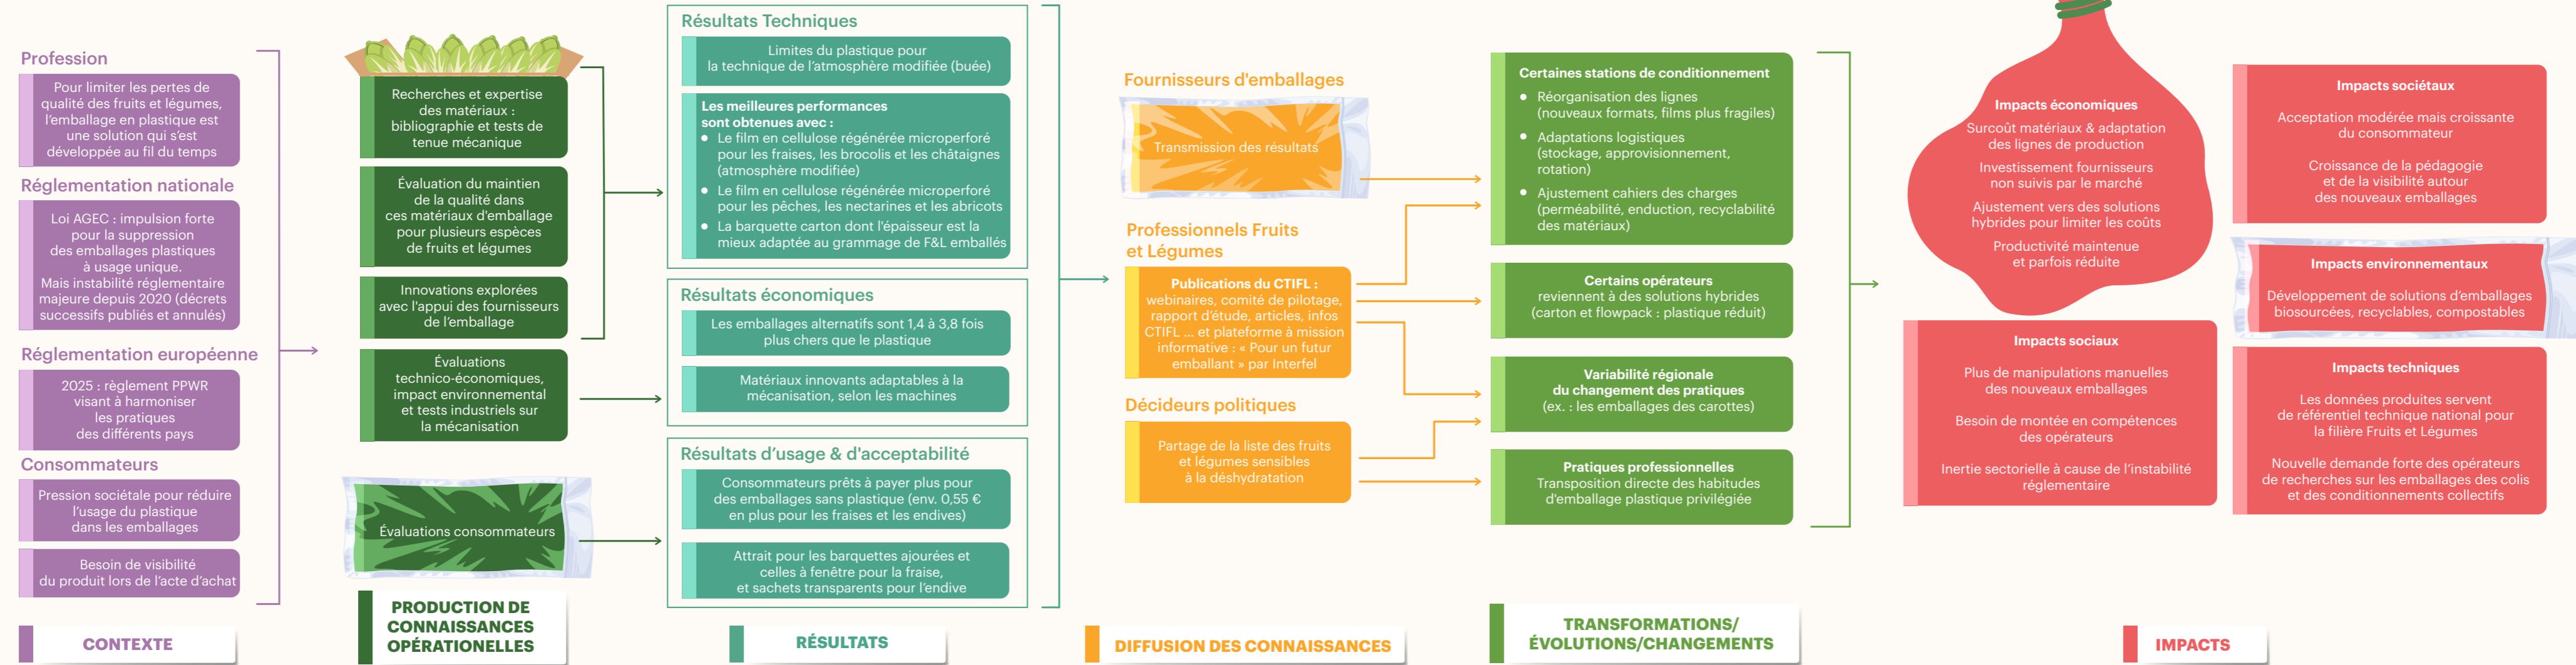 Profession
Pour limiter les pertes de
qualité des fruits et légumes,
l'emballage en plastique est
une solution qui s'est
développée au fil du temps
Réglementation nationale
Loi AGEC : impulsion forte
pour la suppression
des emballages plastiques
à usage unique.
Mais instabilité réglementaire
majeure depuis 2020 (décrets
successifs publiés et annulés)
Réglementation européenne
2025 : règlement PPWR
visant à harmoniser
les pratiques
des différents pays
Consommateurs
Pression sociétale pour réduire
l'usage du plastique
dans les emballages
Besoin de visibilité
du produit lors de l'acte d'achat
CONTEXTE
Recherches et expertise
des matériaux :
bibliographie et tests de
tenue mécanique
Évaluation du maintien
de la qualité dans
ces matériaux d'emballage
pour plusieurs espèces
de fruits et légumes
Innovations explorées
avec l'appui des fournisseurs
de l'emballage
Évaluations
technico-économiques,
impact environnemental
et tests industriels sur
la mécanisation
Évaluations consommateurs
PRODUCTION DE
CONNAISSANCES
OPÉRATIONELLES
Résultats Techniques
Limites du plastique pour
la technique de l'atmosphère modifiée (buée)
Les meilleures performances
sont obtenues avec :
● Le film en cellulose régénérée microperforé
pour les fraises, les brocolis et les châtaignes
(atmosphère modifiée)
● Le film en cellulose régénérée microperforé
pour les pêches, les nectarines et les abricots
● La barquette carton dont l'épaisseur est la
mieux adaptée au grammage de F&L emballés
Résultats économiques
Les emballages alternatifs sont 1,4 à 3,8 fois
plus chers que le plastique
Matériaux innovants adaptables à la
mécanisation, selon les machines
Résultats d'usage & d'acceptabilité
Consommateurs prêts à payer plus pour
des emballages sans plastique (env. 0,55 €
en plus pour les fraises et les endives)
Attrait pour les barquettes ajourées et
celles à fenêtre pour la fraise,
et sachets transparents pour l'endive
RÉSULTATS
Fournisseurs d'emballages
Transmission des résultats
Professionnels Fruits
et Légumes
Publications du CTIFL :
webinaires, comité de pilotage,
rapport d'étude, articles, infos
CTIFL ... et plateforme à mission
informative : « Pour un futur
emballant » par Interfel
Décideurs politiques
Partage de la liste des fruits
et légumes sensibles
à la déshydratation
DIFFUSION DES CONNAISSANCES
Certaines stations de conditionnement
● Réorganisation des lignes
(nouveaux formats, films plus fragiles)
● Adaptations logistiques
(stockage, approvisionnement,
rotation)
● Ajustement cahiers des charges
(perméabilité, enduction, recyclabilité
des matériaux)
Certains opérateurs
reviennent à des solutions hybrides
(carton et flowpack : plastique réduit)
Variabilité régionale
du changement des pratiques
(ex. : les emballages des carottes)
Pratiques professionnelles
Transposition directe des habitudes
d'emballage plastique privilégiée
TRANSFORMATIONS/
ÉVOLUTIONS/CHANGEMENTS
Impacts économiques
Surcoût matériaux & adaptation
des lignes de production
Investissement fournisseurs
non suivis par le marché
Ajustement vers des solutions
hybrides pour limiter les coûts
Productivité maintenue
et parfois réduite
Impacts sociaux
Plus de manipulations manuelles
des nouveaux emballages
Besoin de montée en compétences
des opérateurs
Inertie sectorielle à cause de l'instabilité
réglementaire
Impacts sociétaux
Acceptation modérée mais croissante
du consommateur
Croissance de la pédagogie
et de la visibilité autour
des nouveaux emballages
Impacts environnementaux
Développement de solutions d'emballages
biosourcées, recyclables, compostables
Impacts techniques
Les données produites servent
de référentiel technique national pour
la filière Fruits et Légumes
Nouvelle demande forte des opérateurs
de recherches sur les emballages des colis
et des conditionnements collectifs
IMPACTS